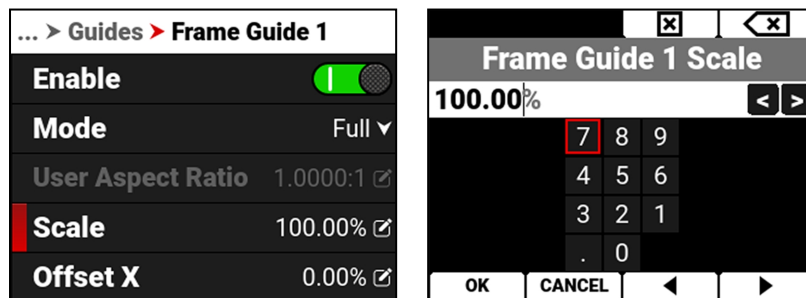 ... > Guides > Frame Guide 1
Enable
Mode Full
User Aspect Ratio 1.0000:1
Scale 100.00%
Offset X 0.00%
Frame Guide 1 Scale
100.00%
< >
7 8 9
4 5 6
3 2 1
. 0
OK CANCEL